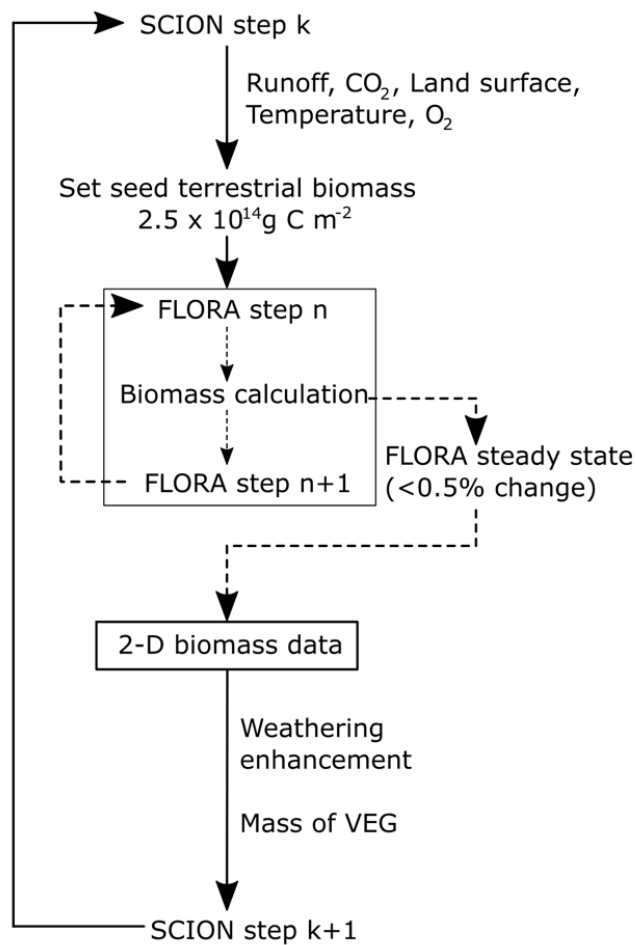 SCION step k
Runoff, CO₂, Land surface,
Temperature, O₂
Set seed terrestrial biomass
2.5 x 10¹⁴g C m⁻²
FLORA step n
Biomass calculation
FLORA step n+1
FLORA steady state
(<0.5% change)
2-D biomass data
Weathering
enhancement
Mass of VEG
SCION step k+1